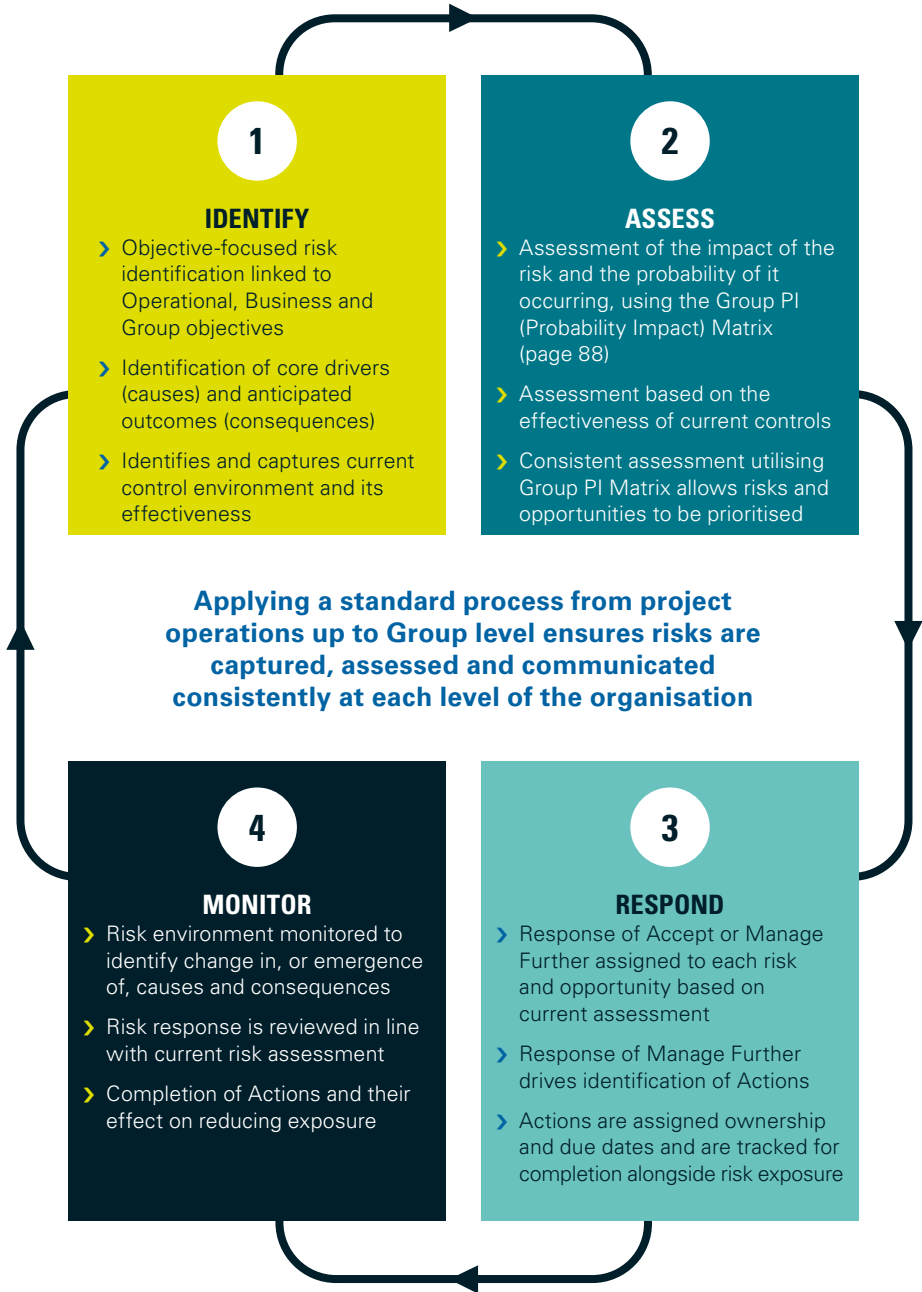 1
IDENTIFY
› Objective-focused risk
identification linked to
Operational, Business and
Group objectives
› Identification of core drivers
(causes) and anticipated
outcomes (consequences)
› Identifies and captures current
control environment and its
effectiveness
2
ASSESS
› Assessment of the impact of the
risk and the probability of it
occurring, using the Group PI
(Probability Impact) Matrix
(page 88)
› Assessment based on the
effectiveness of current controls
› Consistent assessment utilising
Group PI Matrix allows risks and
opportunities to be prioritised
Applying a standard process from project
operations up to Group level ensures risks are
captured, assessed and communicated
consistently at each level of the organisation
4
MONITOR
› Risk environment monitored to
identify change in, or emergence
of, causes and consequences
› Risk response is reviewed in line
with current risk assessment
› Completion of Actions and their
effect on reducing exposure
3
RESPOND
› Response of Accept or Manage
Further assigned to each risk
and opportunity based on
current assessment
› Response of Manage Further
drives identification of Actions
› Actions are assigned ownership
and due dates and are tracked for
completion alongside risk exposure